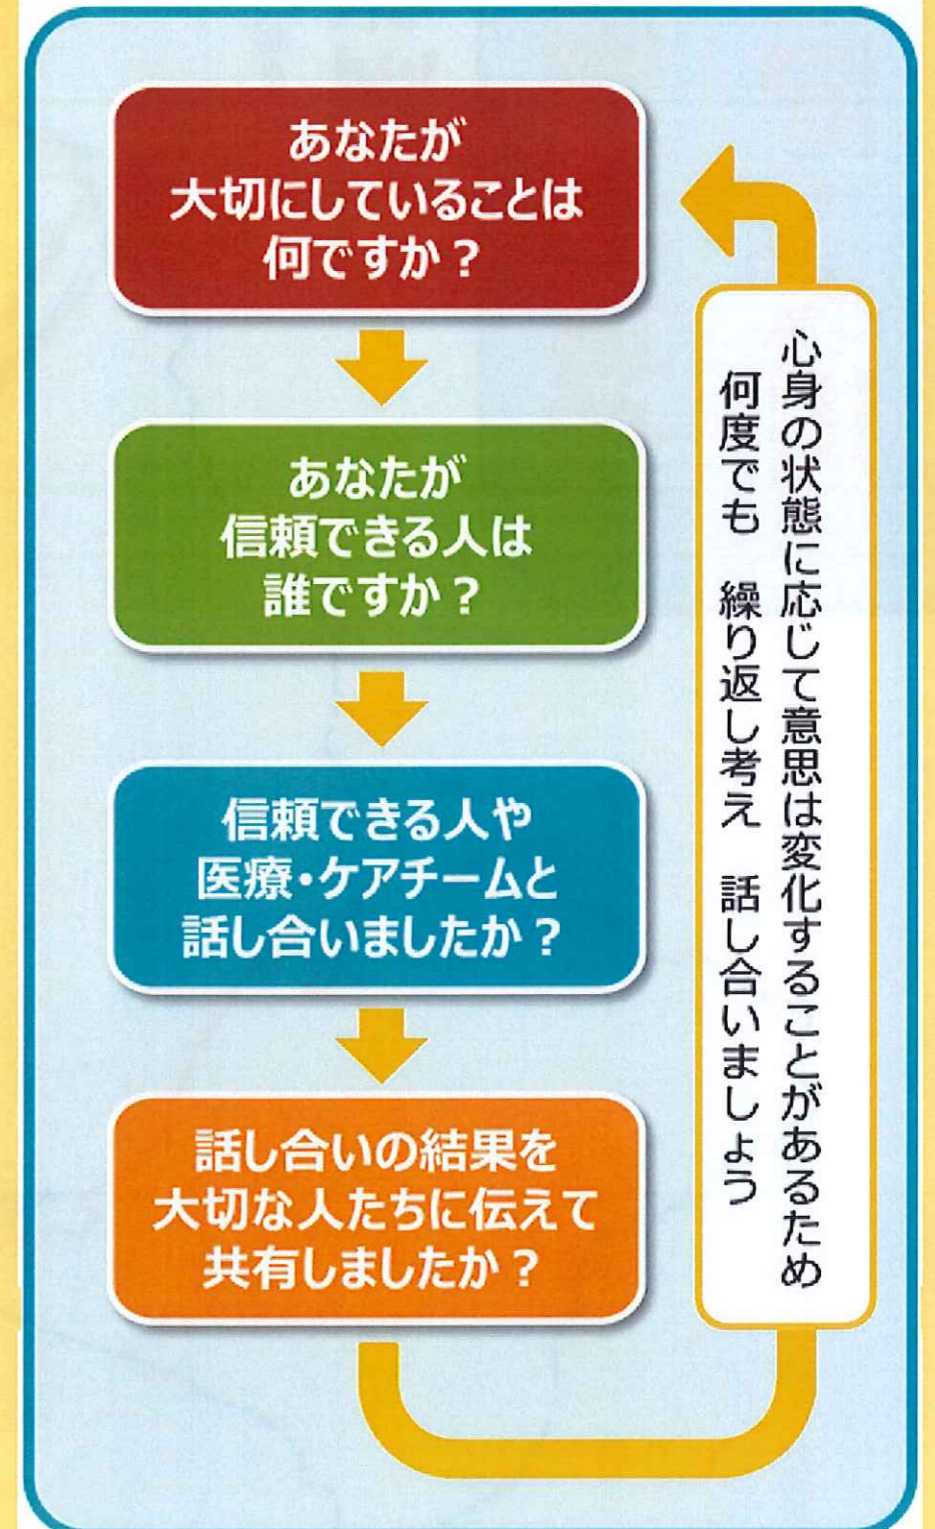 あなたが
大切にしていることは
何ですか？
あなたが
信頼できる人は
誰ですか？
信頼できる人や
医療・ケアチームと
話し合いましたか？
話し合いの結果を
大切な人たちに伝えて
共有しましたか？
心身の状態に応じて意思は変化することがあるため
何度でも　繰り返し考え　話し合いましょう